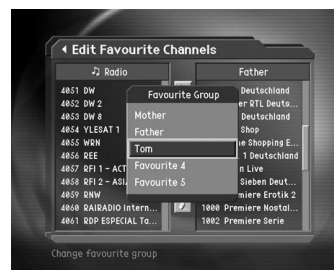 Edit Favourite Channels
Radio
Father
4051 DW
4052 DW 2
4053 DW 8
4054 YLESAT 1
4055 WRN
4056 REE
4057 RFI 1 - ACT
4058 RFI 2 - ASI
4059 RNW
4060 RAIRADIO Intern...
4061 RDP ESPECIAL Ta...
Favourite Group
Mother
Father
Tom
Favourite 4
Favourite 5
Deutschland
er RTL Deuts...
Deutschland
Shop
e Shopping E...
1 Deutschland
n Live
Sieben Deut...
miere Erotik 2
1000 Premiere Nostal...
1002 Premiere Serie
Change favourite group